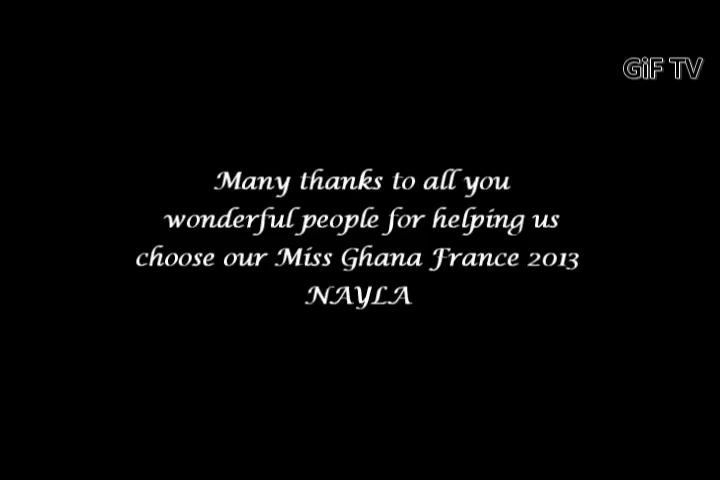 GiF TV
Many thanks to all you
wonderful people for helping us
choose our Miss Ghana France 2013
NAYLA